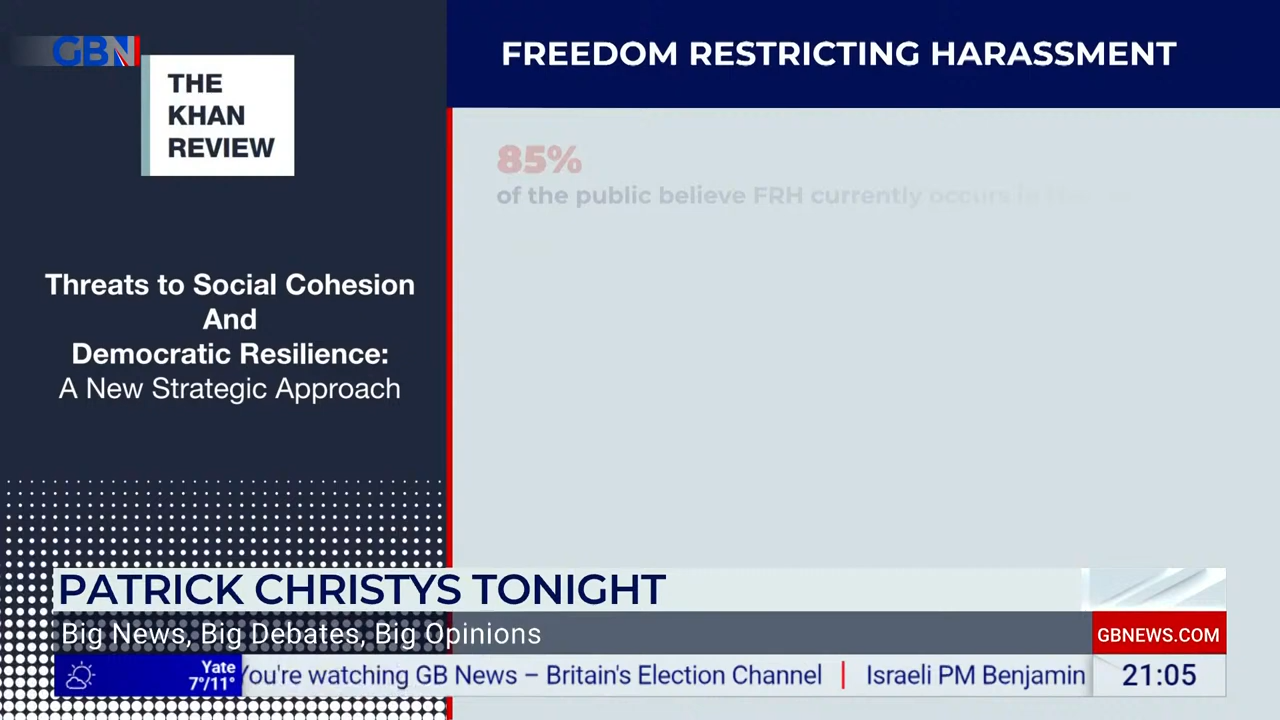 GBN
THE
KHAN
REVIEW
FREEDOM RESTRICTING HARASSMENT
85%
of the public believe FRH currently occurs in
Threats to Social Cohesion
And
Democratic Resilience:
A New Strategic Approach
PATRICK CHRISTYS TONIGHT
Big News, Big Debates, Big Opinions
GBNEWS.COM
Yate
7°/11°
You're watching GB News – Britain's Election Channel | Israeli PM Benjamin
21:05